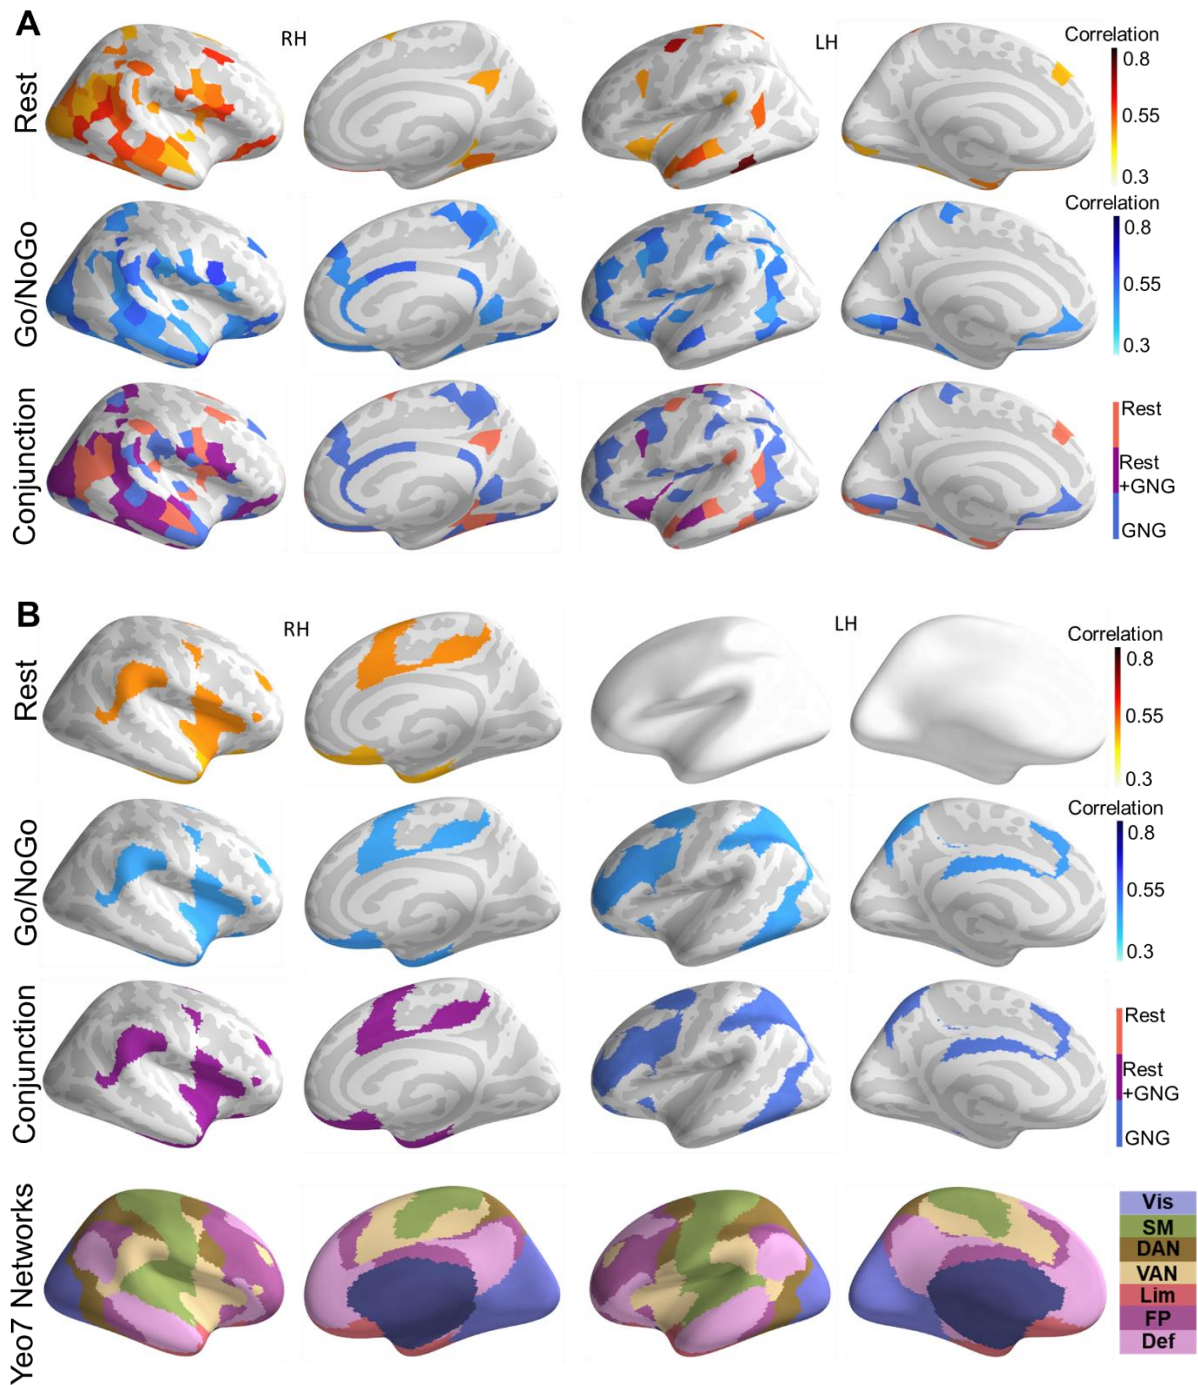 A
RH
LH
Correlation
0.8
0.55
0.3
Rest
Correlation
0.8
0.55
0.3
Go/NoGo
Rest
Rest
+GNG
GNG
Conjunction
B
RH
LH
Correlation
0.8
0.55
0.3
Rest
Correlation
0.8
0.55
0.3
Go/NoGo
Rest
Rest
+GNG
GNG
Conjunction
Yeo7 Networks
Vis
SM
DAN
VAN
Lim
FP
Def